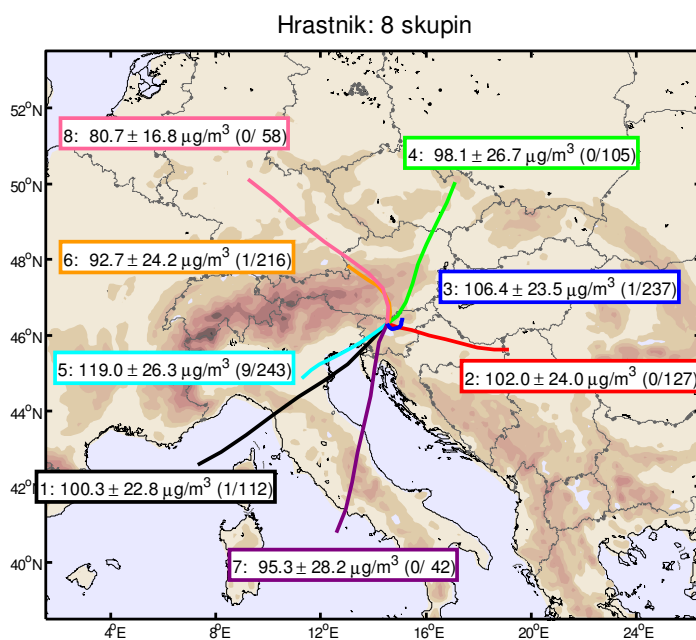 Hrastnik: 8 skupin
52°N
8: 80.7 ± 16.8 µg/m³ (0/ 58)
4: 98.1 ± 26.7 µg/m³ (0/105)
50°N
6: 92.7 ± 24.2 µg/m³ (1/216)
48°N
3: 106.4 ± 23.5 µg/m³ (1/237)
46°N
5: 119.0 ± 26.3 µg/m³ (9/243)
2: 102.0 ± 24.0 µg/m³ (0/127)
44°N
42°N
1: 100.3 ± 22.8 µg/m³ (1/112)
40°N
7: 95.3 ± 28.2 µg/m³ (0/ 42)
4°E 8°E 12°E 16°E 20°E 24°E